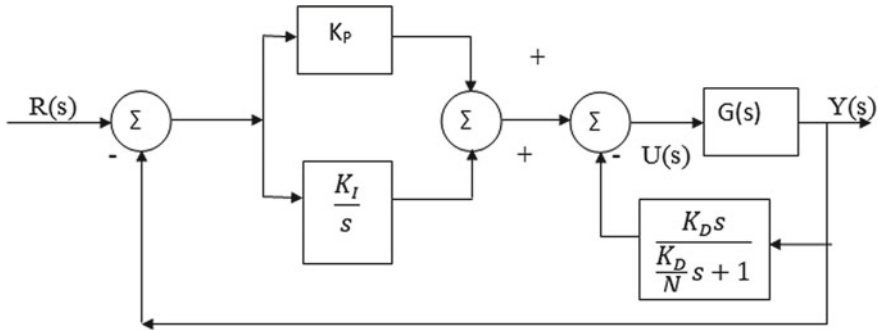 K_P
+
R(s)
Σ
Σ
Σ
G(s)
Y(s)
-
+
-
U(s)
K_I
s
K_D s
K_D
N
s + 1